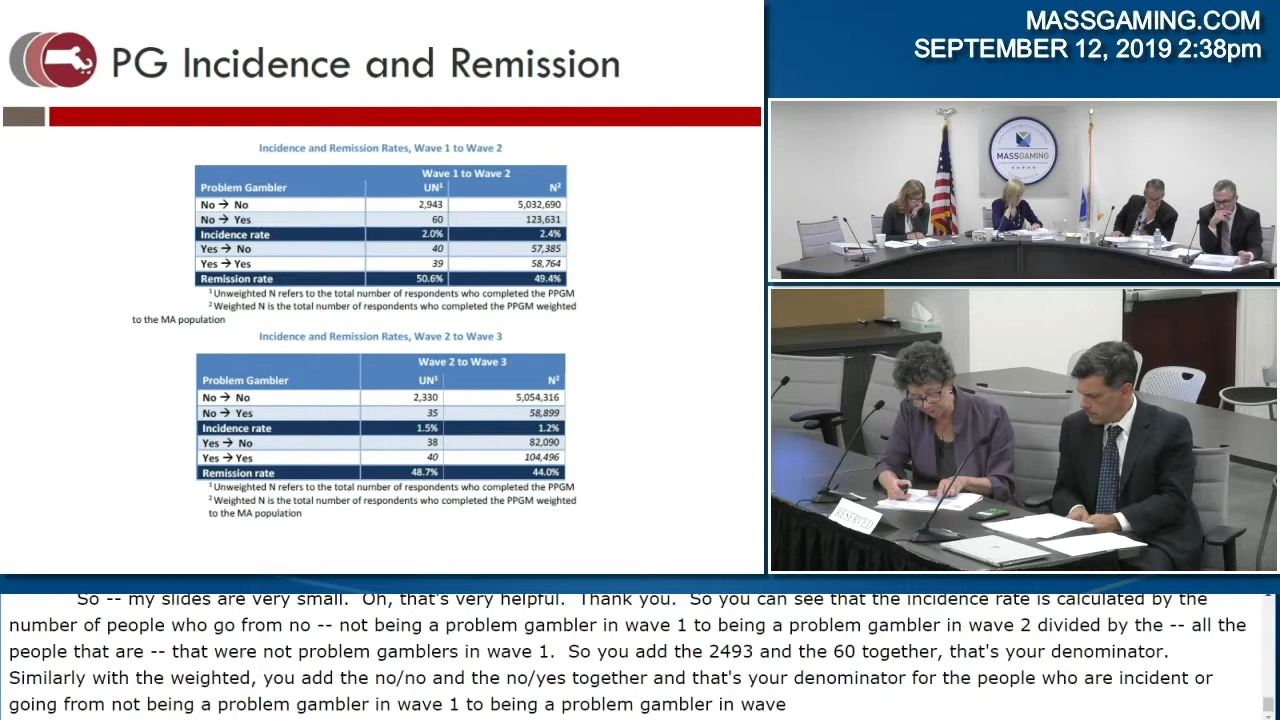 PG Incidence and Remission
MASSGAMING.COM
SEPTEMBER 12, 2019 2:38pm
Incidence and Remission Rates, Wave 1 to Wave 2
Wave 1 to Wave 2
Problem Gambler UN¹ N²
No → No 2,943 5,032,690
No → Yes 60 123,631
Incidence rate 2.0% 2.4%
Yes → No 40 57,385
Yes → Yes 39 58,764
Remission rate 50.6% 49.4%
¹ Unweighted N refers to the total number of respondents who completed the PPGM
² Weighted N is the total number of respondents who completed the PPGM weighted
to the MA population
Incidence and Remission Rates, Wave 2 to Wave 3
Wave 2 to Wave 3
Problem Gambler UN¹ N²
No → No 2,330 5,054,316
No → Yes 35 58,899
Incidence rate 1.5% 1.2%
Yes → No 38 82,090
Yes → Yes 40 104,496
Remission rate 48.7% 44.0%
¹ Unweighted N refers to the total number of respondents who completed the PPGM
² Weighted N is the total number of respondents who completed the PPGM weighted
to the MA population
MASSGAMING
RESERVED
So -- my slides are very small. Oh, that's very helpful. Thank you. So you can see that the incidence rate is calculated by the
number of people who go from no -- not being a problem gambler in wave 1 to being a problem gambler in wave 2 divided by the -- all the
people that are -- that were not problem gamblers in wave 1. So you add the 2493 and the 60 together, that's your denominator.
Similarly with the weighted, you add the no/no and the no/yes together and that's your denominator for the people who are incident or
going from not being a problem gambler in wave 1 to being a problem gambler in wave